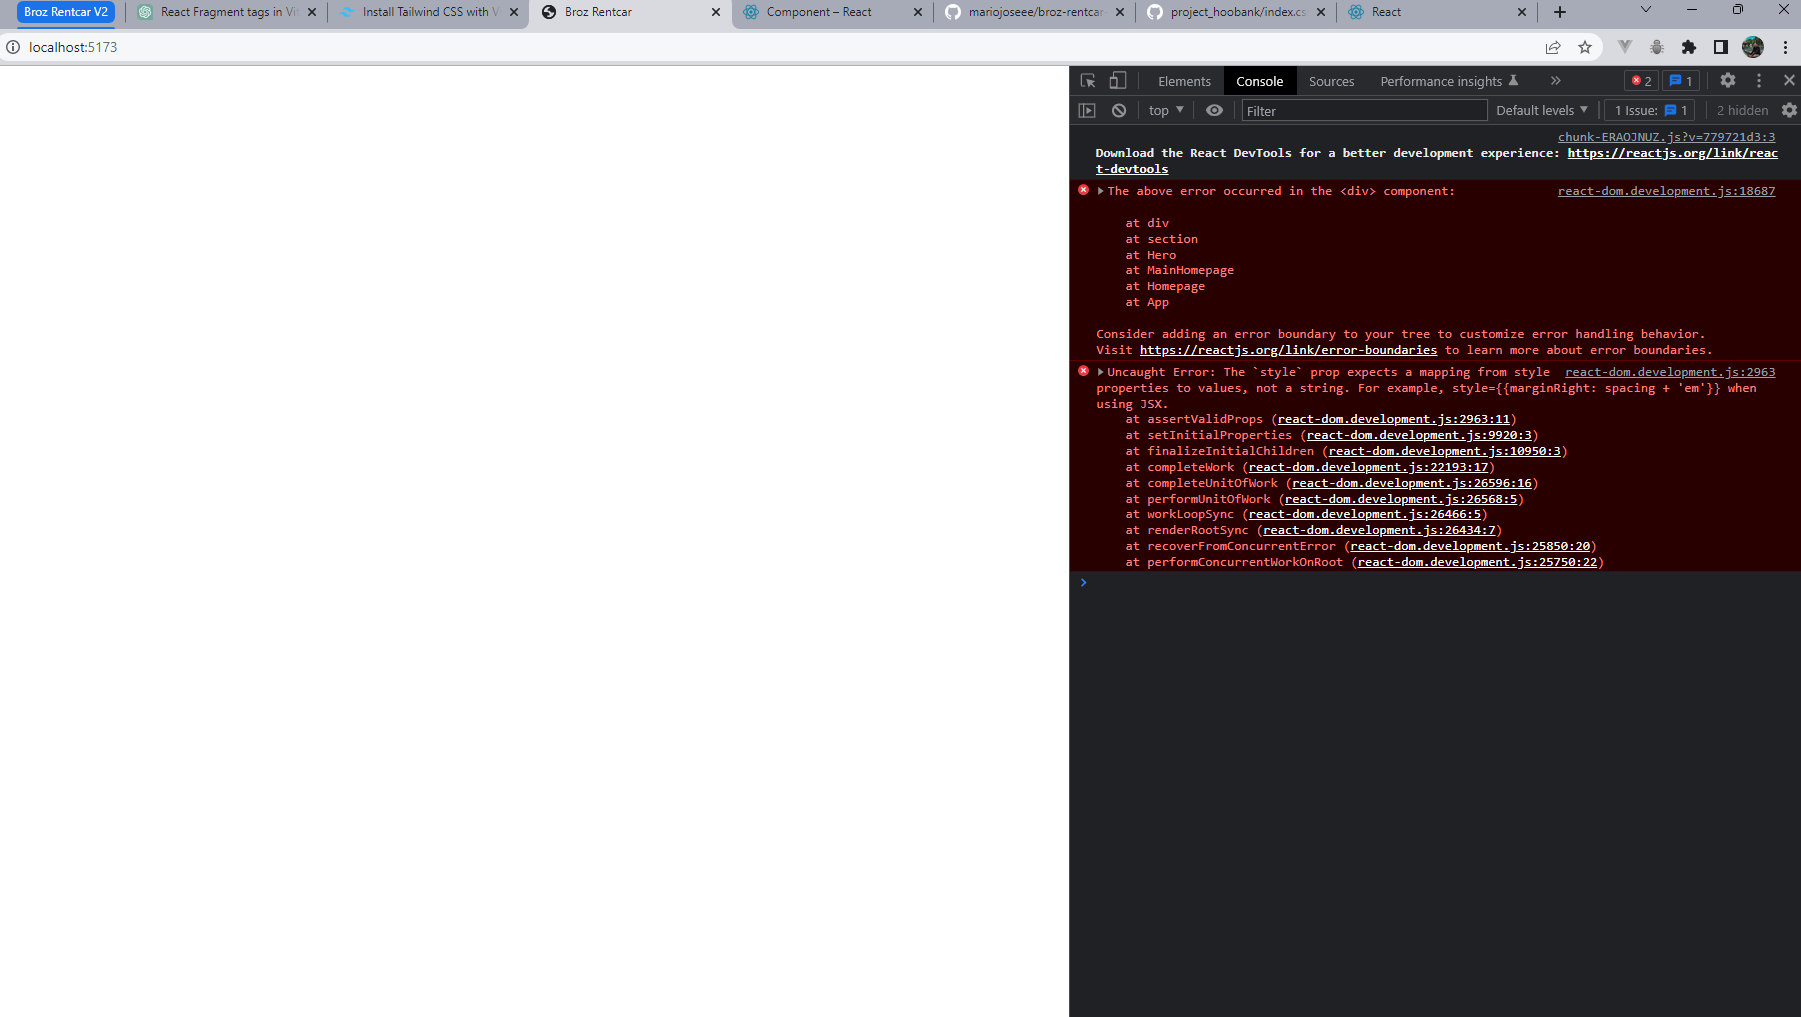 Broz Rentcar V2
React Fragment tags in Vit
Install Tailwind CSS with V
Broz Rentcar
Component – React
mariojoseee/broz-rentcar-
project_hoobank/index.cs
React
localhost:5173
Elements
Console
Sources
Performance insights
2
1
top
Filter
Default levels
1 Issue:
1
2 hidden
chunk-ERAOJNUZ.js?v=779721d3:3
Download the React DevTools for a better development experience: https://reactjs.org/link/reac
t-devtools
The above error occurred in the <div> component: react-dom.development.js:18687
at div
at section
at Hero
at MainHomepage
at Homepage
at App
Consider adding an error boundary to your tree to customize error handling behavior.
Visit https://reactjs.org/link/error-boundaries to learn more about error boundaries.
Uncaught Error: The `style` prop expects a mapping from style react-dom.development.js:2963
properties to values, not a string. For example, style={{marginRight: spacing + 'em'}} when
using JSX.
at assertValidProps (react-dom.development.js:2963:11)
at setInitialProperties (react-dom.development.js:9920:3)
at finalizeInitialChildren (react-dom.development.js:10950:3)
at completeWork (react-dom.development.js:22193:17)
at completeUnitOfWork (react-dom.development.js:26596:16)
at performUnitOfWork (react-dom.development.js:26568:5)
at workLoopSync (react-dom.development.js:26466:5)
at renderRootSync (react-dom.development.js:26434:7)
at recoverFromConcurrentError (react-dom.development.js:25850:20)
at performConcurrentWorkOnRoot (react-dom.development.js:25750:22)